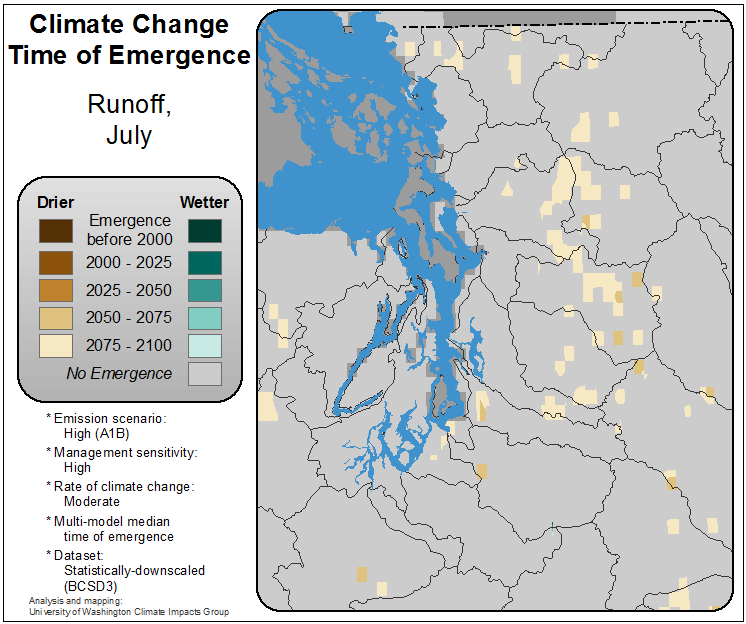 Climate Change
Time of Emergence
Runoff,
July
Drier Wetter
Emergence
before 2000
2000 - 2025
2025 - 2050
2050 - 2075
2075 - 2100
No Emergence
* Emission scenario:
High (A1B)
* Management sensitivity:
High
* Rate of climate change:
Moderate
* Multi-model median
time of emergence
* Dataset:
Statistically-downscaled
(BCSD3)
Analysis and mapping:
University of Washington Climate Impacts Group